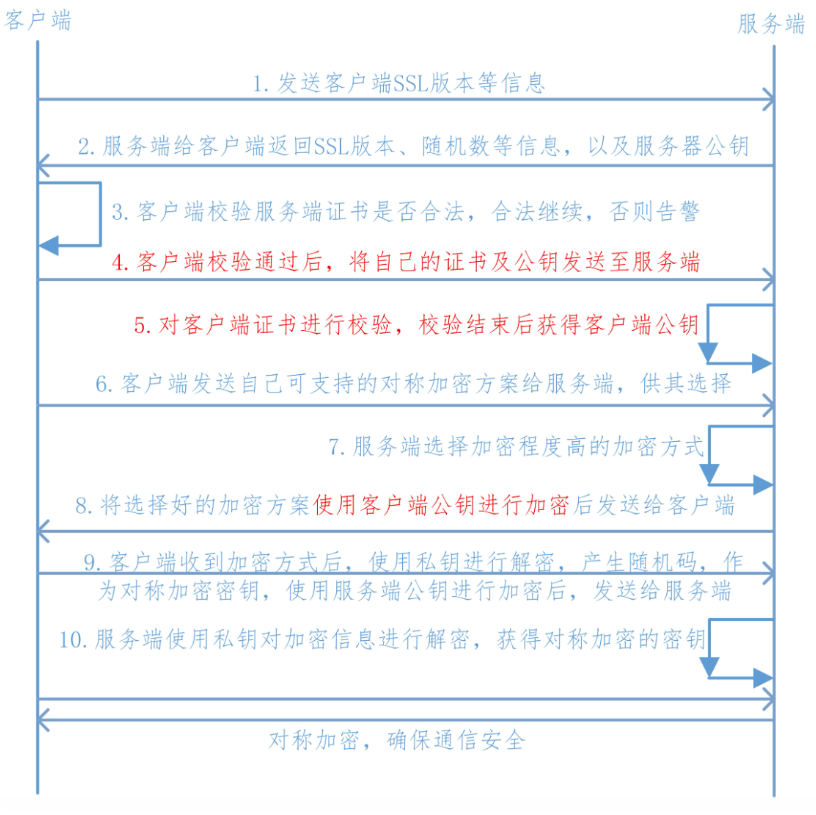 客户端
服务端
1.发送客户端SSL版本等信息
2.服务端给客户端返回SSL版本、随机数等信息，以及服务器公钥
3.客户端校验服务端证书是否合法，合法继续，否则告警
4.客户端校验通过后，将自己的证书及公钥发送至服务端
5.对客户端证书进行校验，校验结束后获得客户端公钥
6.客户端发送自己可支持的对称加密方案给服务端，供其选择
7.服务端选择加密程度高的加密方式
8.将选择好的加密方案使用客户端公钥进行加密后发送给客户端
9.客户端收到加密方式后，使用私钥进行解密，产生随机码，作
为对称加密密钥，使用服务端公钥进行加密后，发送给服务端
10.服务端使用私钥对加密信息进行解密，获得对称加密的密钥
对称加密，确保通信安全